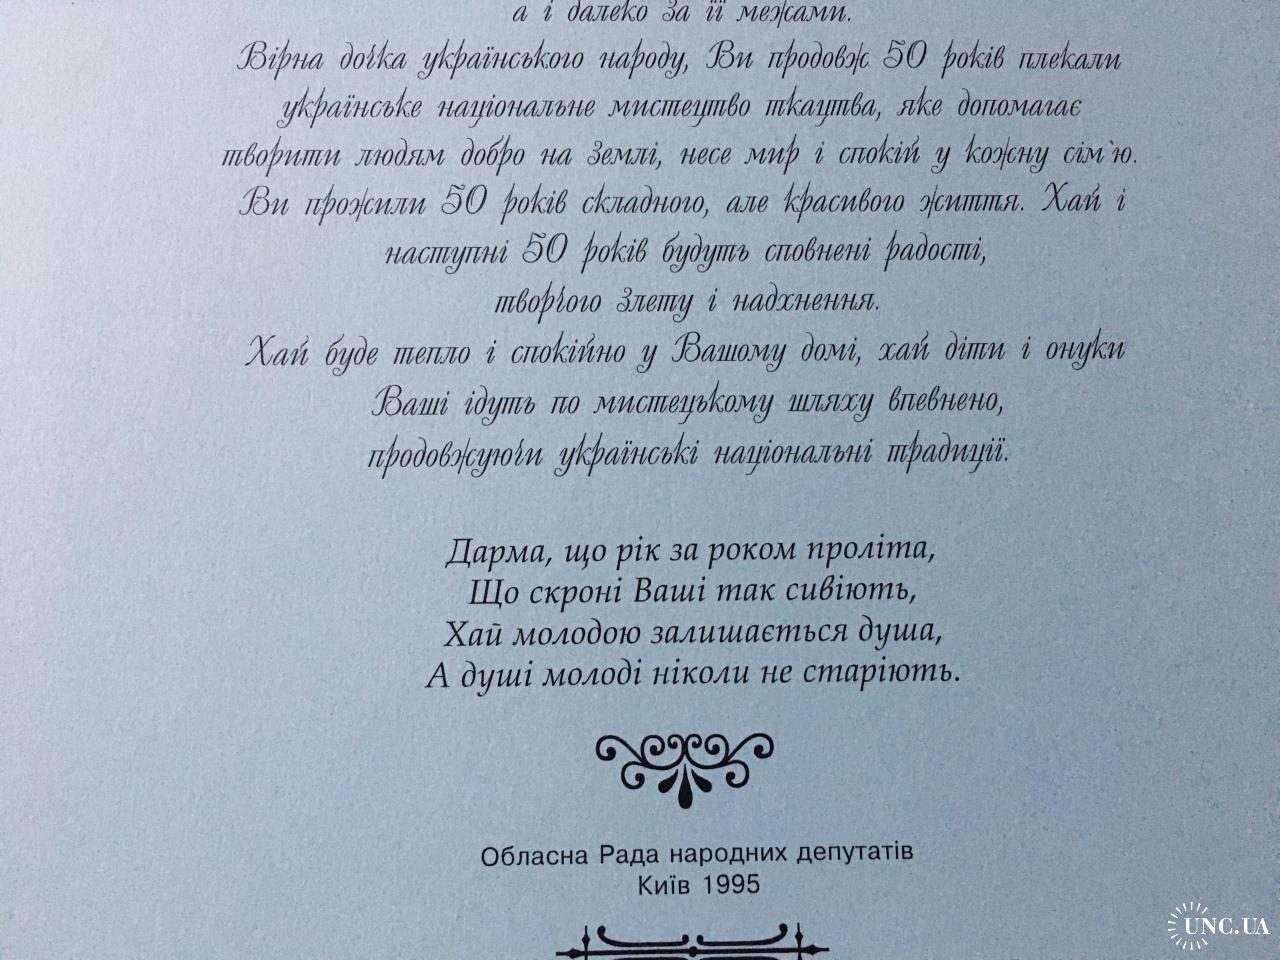 а і далеко за її межами.
Вірна дочка українського народу, Ви продовж 50 років плекали
українське національне мистецтво ткацтва, яке допомагає
творити людям добро на Землі, несе мир і спокій у кожну сім`ю.
Ви прожили 50 років складного, але красивого життя. Хай і
наступні 50 років будуть сповнені радості,
творчого злету і надхнення.
Хай буде тепло і спокійно у Вашому домі, хай діти і онуки
Ваші ідуть по мистецькому шляху впевнено,
продовжуючи українські національні традиції.
Дарма, що рік за роком проліта,
Що скроні Ваші так сивіють,
Хай молодою залишається душа,
А душі молоді ніколи не старіють.
Обласна Рада народних депутатів
Київ 1995
UNC.UA